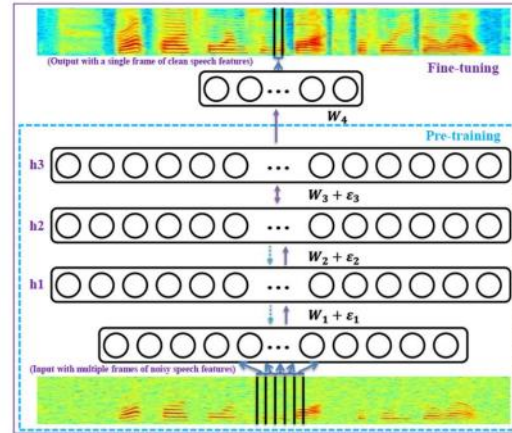 (Output with a single frame of clean speech features)
Fine-tuning
W₄
Pre-training
h3
W₃ + ε₃
h2
W₂ + ε₂
h1
W₁ + ε₁
(Input with multiple frames of noisy speech features)